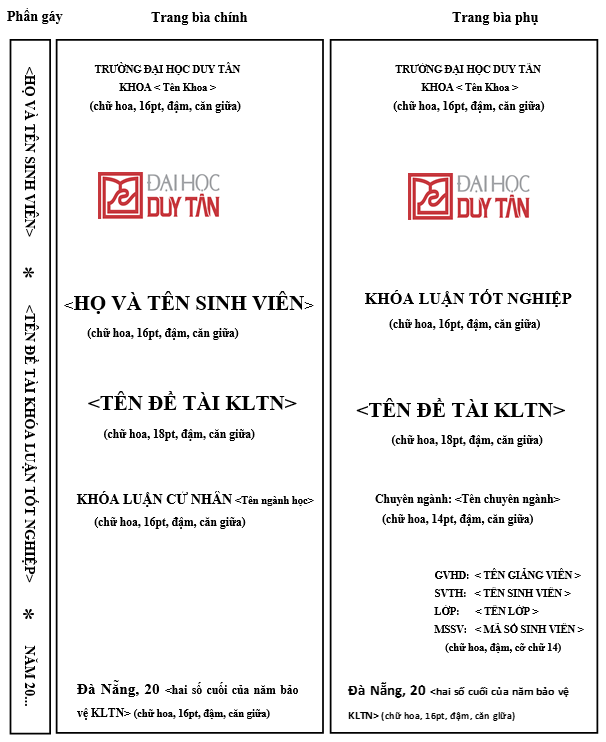 Phần gáy
Trang bìa chính
Trang bìa phụ
<HỌ VÀ TÊN SINH VIÊN> * <TÊN ĐỀ TÀI KHÓA LUẬN TỐT NGHIỆP> * NĂM 20...
TRƯỜNG ĐẠI HỌC DUY TÂN
KHOA < Tên Khoa >
(chữ hoa, 16pt, đậm, căn giữa)
ĐẠI HỌC
DUY TÂN
<HỌ VÀ TÊN SINH VIÊN>
(chữ hoa, 16pt, đậm, căn giữa)
<TÊN ĐỀ TÀI KLTN>
(chữ hoa, 18pt, đậm, căn giữa)
KHÓA LUẬN CỬ NHÂN <Tên ngành học>
(chữ hoa, 16pt, đậm, căn giữa)
Đà Nẵng, 20 <hai số cuối của năm bảo
vệ KLTN> (chữ hoa, 16pt, đậm, căn giữa)
TRƯỜNG ĐẠI HỌC DUY TÂN
KHOA < Tên Khoa >
(chữ hoa, 16pt, đậm, căn giữa)
ĐẠI HỌC
DUY TÂN
KHÓA LUẬN TỐT NGHIỆP
(chữ hoa, 16pt, đậm, căn giữa)
<TÊN ĐỀ TÀI KLTN>
(chữ hoa, 18pt, đậm, căn giữa)
Chuyên ngành: <Tên chuyên ngành>
(chữ hoa, 14pt, đậm, căn giữa)
GVHD: < TÊN GIẢNG VIÊN >
SVTH: < TÊN SINH VIÊN >
LỚP: < TÊN LỚP >
MSSV: < MÃ SỐ SINH VIÊN >
(chữ hoa, đậm, cỡ chữ 14)
Đà Nẵng, 20 <hai số cuối của năm bảo vệ
KLTN> (chữ hoa, 16pt, đậm, căn giữa)